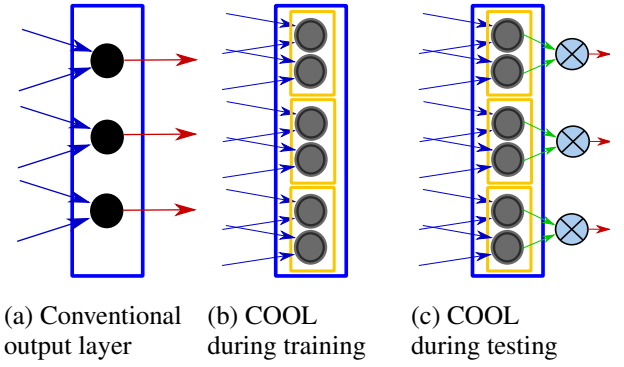 (a) Conventional
output layer
(b) COOL
during training
(c) COOL
during testing